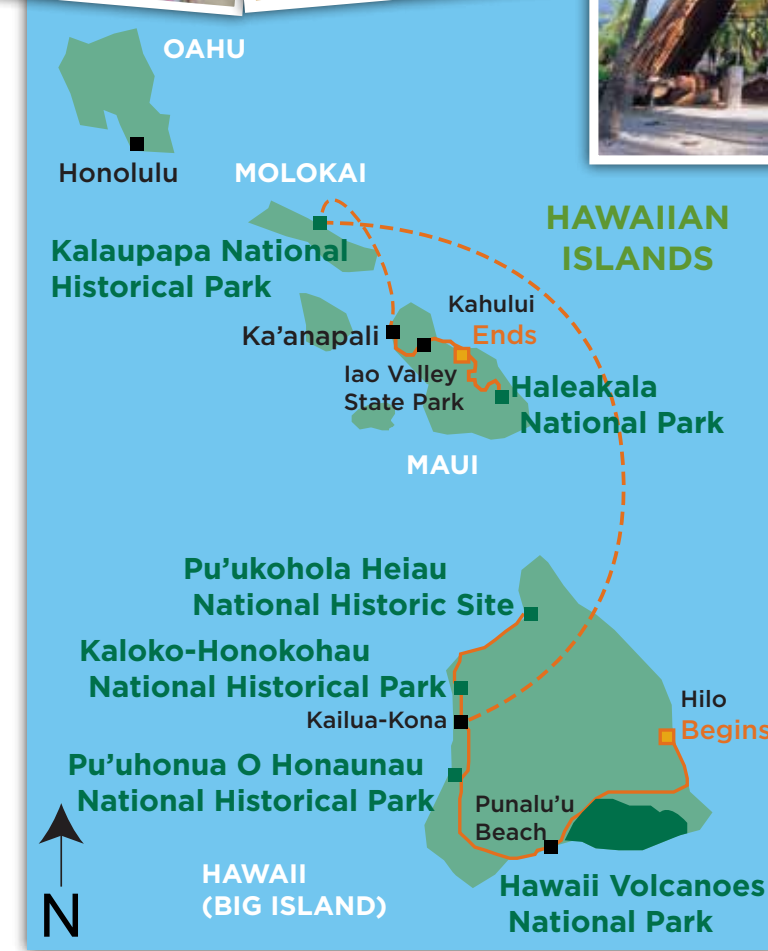 OAHU
Honolulu
MOLOKAI
HAWAIIAN
ISLANDS
Kalaupapa National
Historical Park
Kahului
Ends
Ka'anapali
Iao Valley
State Park
Haleakala
National Park
MAUI
Pu'ukohola Heiau
National Historic Site
Kaloko-Honokohau
National Historical Park
Kailua-Kona
Hilo
Begins
Pu'uhonua O Honaunau
National Historical Park
Punalu'u
Beach
HAWAII
(BIG ISLAND)
Hawaii Volcanoes
National Park
N